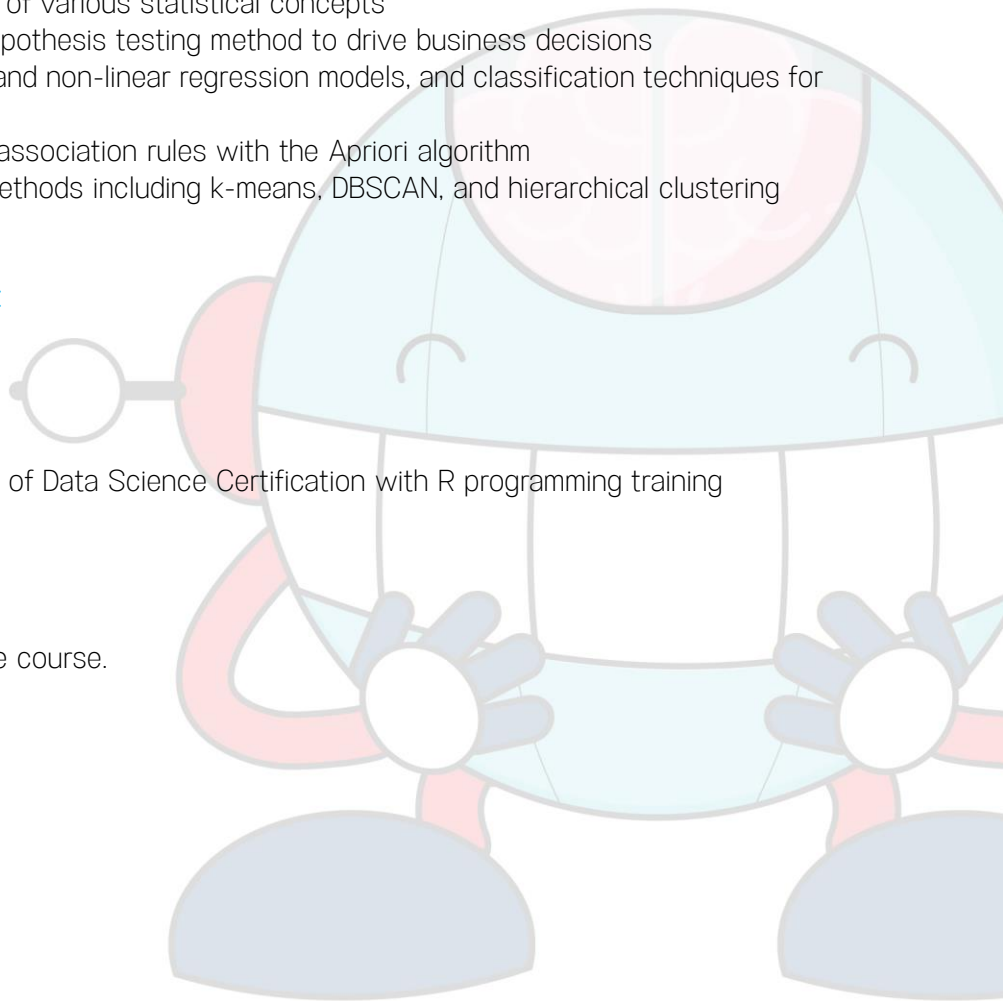 of various statistical concepts
pothesis testing method to drive business decisions
and non-linear regression models, and classification techniques for
association rules with the Apriori algorithm
ethods including k-means, DBSCAN, and hierarchical clustering
of Data Science Certification with R programming training
e course.